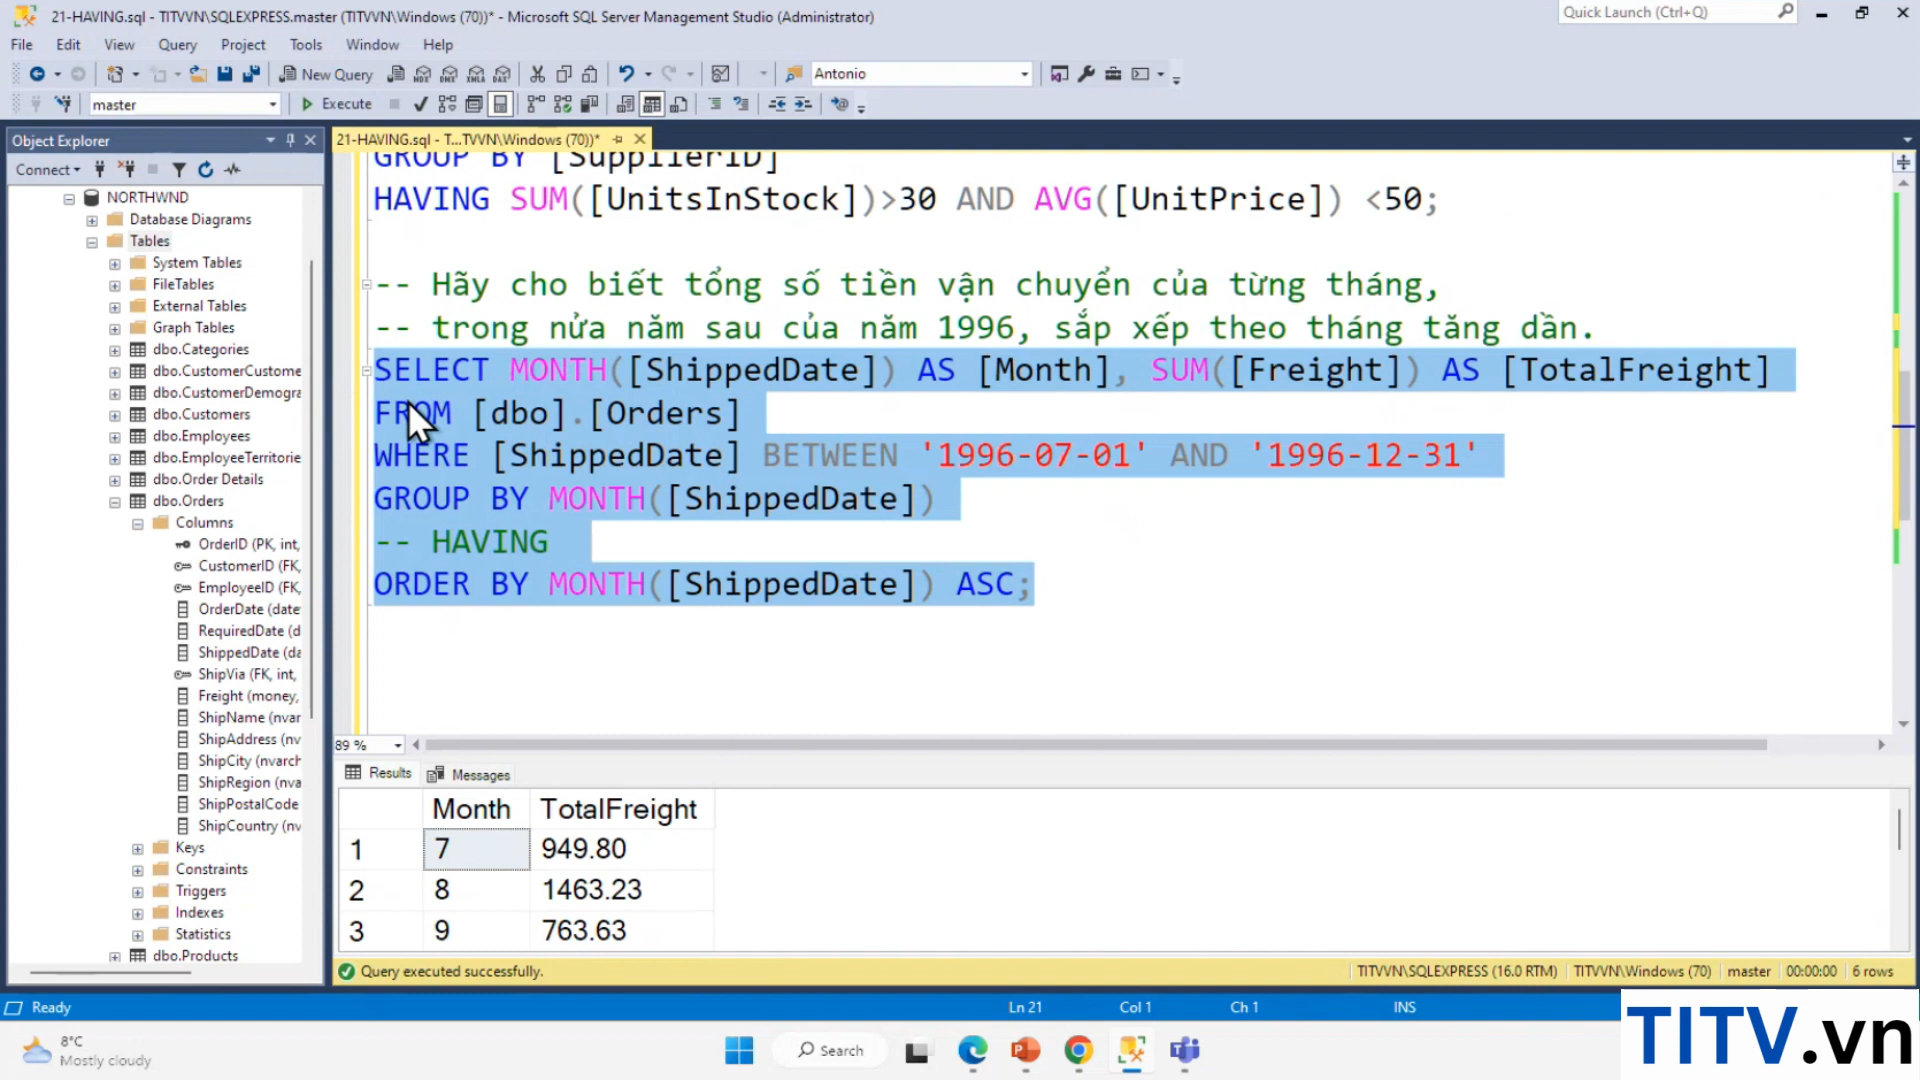 21-HAVING.sql - TITVVN\SQLEXPRESS.master (TITVVN\Windows (70))* - Microsoft SQL Server Management Studio (Administrator)
Quick Launch (Ctrl+Q)
File Edit View Query Project Tools Window Help
New Query
Antonio
master
Execute
Object Explorer
21-HAVING.sql - T...TVVN\Windows (70))*
Connect
NORTHWND
Database Diagrams
Tables
System Tables
FileTables
External Tables
Graph Tables
dbo.Categories
dbo.CustomerCustome
dbo.CustomerDemogra
dbo.Customers
dbo.Employees
dbo.EmployeeTerritorie
dbo.Order Details
dbo.Orders
Columns
OrderID (PK, int,
CustomerID (FK,
EmployeeID (FK,
OrderDate (date
RequiredDate (d
ShippedDate (da
ShipVia (FK, int,
Freight (money,
ShipName (nvar
ShipAddress (nv
ShipCity (nvarch
ShipRegion (nva
ShipPostalCode
ShipCountry (nv
Keys
Constraints
Triggers
Indexes
Statistics
dbo.Products
GROUP BY [SupplierID]
HAVING SUM([UnitsInStock])>30 AND AVG([UnitPrice]) <50;
-- Hãy cho biết tổng số tiền vận chuyển của từng tháng,
-- trong nửa năm sau của năm 1996, sắp xếp theo tháng tăng dần.
SELECT MONTH([ShippedDate]) AS [Month], SUM([Freight]) AS [TotalFreight]
FROM [dbo].[Orders]
WHERE [ShippedDate] BETWEEN '1996-07-01' AND '1996-12-31'
GROUP BY MONTH([ShippedDate])
-- HAVING
ORDER BY MONTH([ShippedDate]) ASC;
89 %
Results Messages
Month TotalFreight
1 7 949.80
2 8 1463.23
3 9 763.63
Query executed successfully.
TITVVN\SQLEXPRESS (16.0 RTM) TITVVN\Windows (70) master 00:00:00 6 rows
Ready
Ln 21 Col 1 Ch 1 INS
8°C
Mostly cloudy
Search
TITV.vn